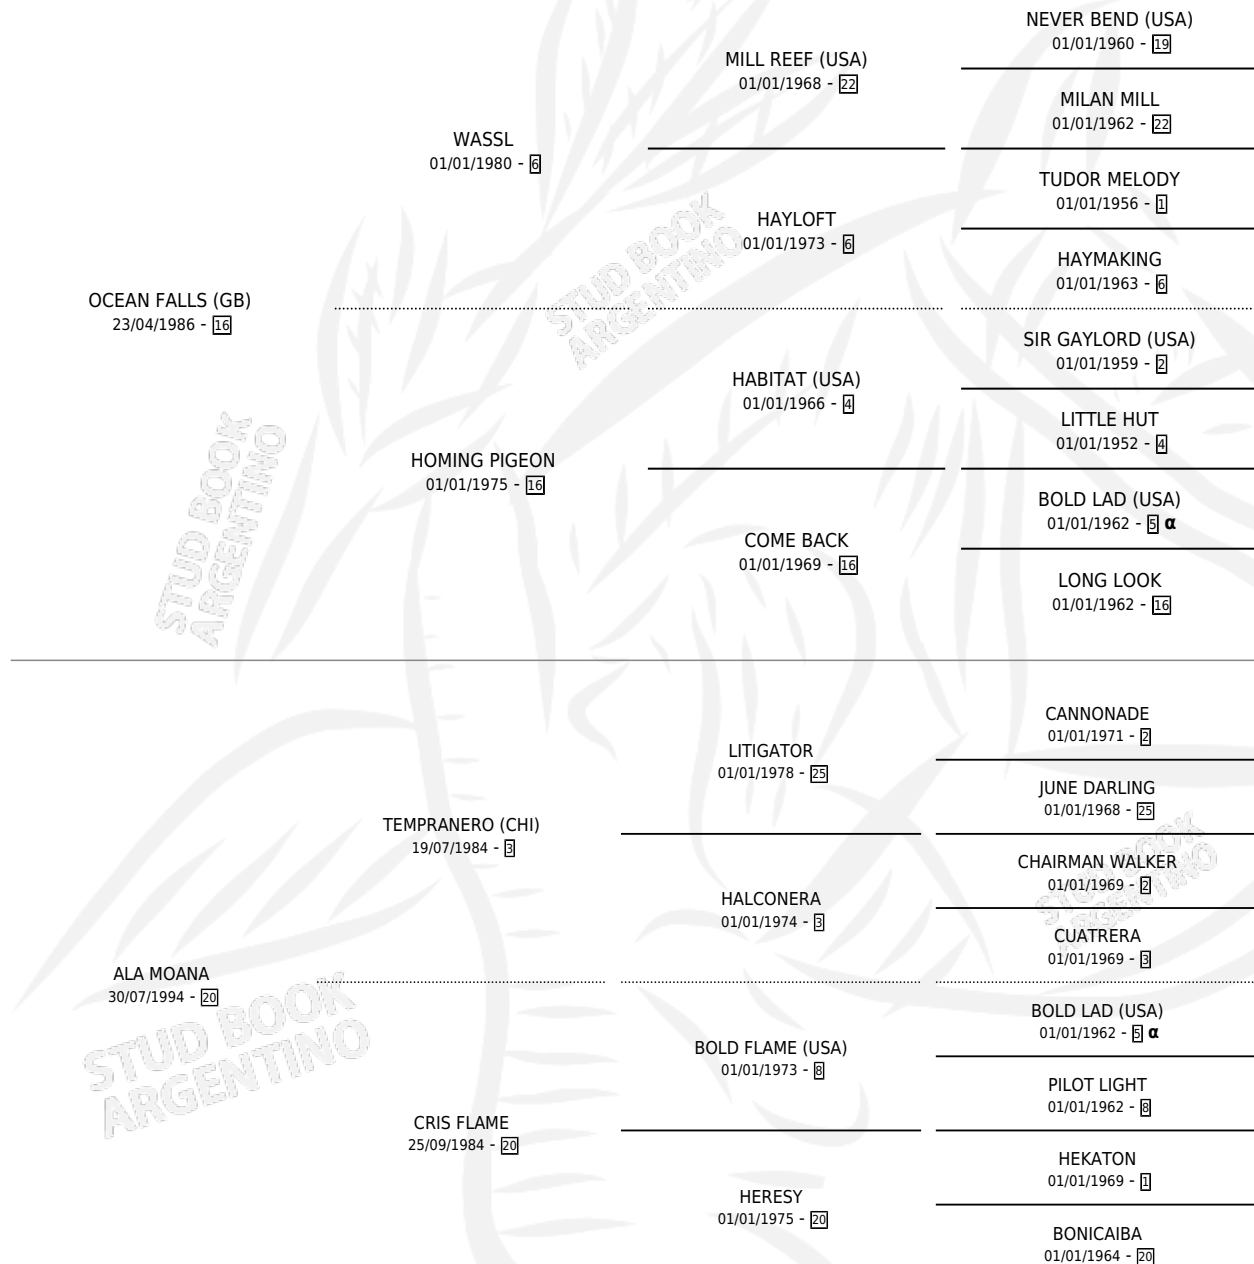 NEVER BEND (USA)
01/01/1960 - 19
MILL REEF (USA)
01/01/1968 - 22
MILAN MILL
01/01/1962 - 22
WASSL
01/01/1980 - 6
TUDOR MELODY
01/01/1956 - 1
HAYLOFT
01/01/1973 - 6
HAYMAKING
01/01/1963 - 6
OCEAN FALLS (GB)
23/04/1986 - 16
SIR GAYLORD (USA)
01/01/1959 - 2
HABITAT (USA)
01/01/1966 - 4
LITTLE HUT
01/01/1952 - 4
HOMING PIGEON
01/01/1975 - 16
BOLD LAD (USA)
01/01/1962 - 5 α
COME BACK
01/01/1969 - 16
LONG LOOK
01/01/1962 - 16
CANNONADE
01/01/1971 - 2
LITIGATOR
01/01/1978 - 25
JUNE DARLING
01/01/1968 - 25
TEMPRANERO (CHI)
19/07/1984 - 3
CHAIRMAN WALKER
01/01/1969 - 2
HALCONERA
01/01/1974 - 3
CUATRERA
01/01/1969 - 3
ALA MOANA
30/07/1994 - 20
BOLD LAD (USA)
01/01/1962 - 5 α
BOLD FLAME (USA)
01/01/1973 - 8
PILOT LIGHT
01/01/1962 - 8
CRIS FLAME
25/09/1984 - 20
HEKATON
01/01/1969 - 1
HERESY
01/01/1975 - 20
BONICAIBA
01/01/1964 - 20
STUD BOOK
ARGENTINO
STUD BOOK
ARGENTINO
STUD BOOK
ARGENTINO
STUD BOOK
ARGENTINO